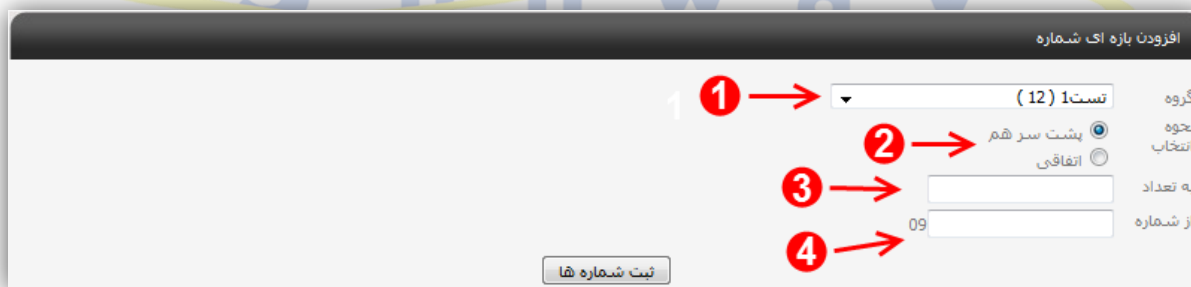 افزودن بازه ای شماره
گروه تست1 ( 12 ) 1
نحوه انتخاب
پشت سر هم 2
اتفاقی
به تعداد 3
از شماره 09 4
ثبت شماره ها